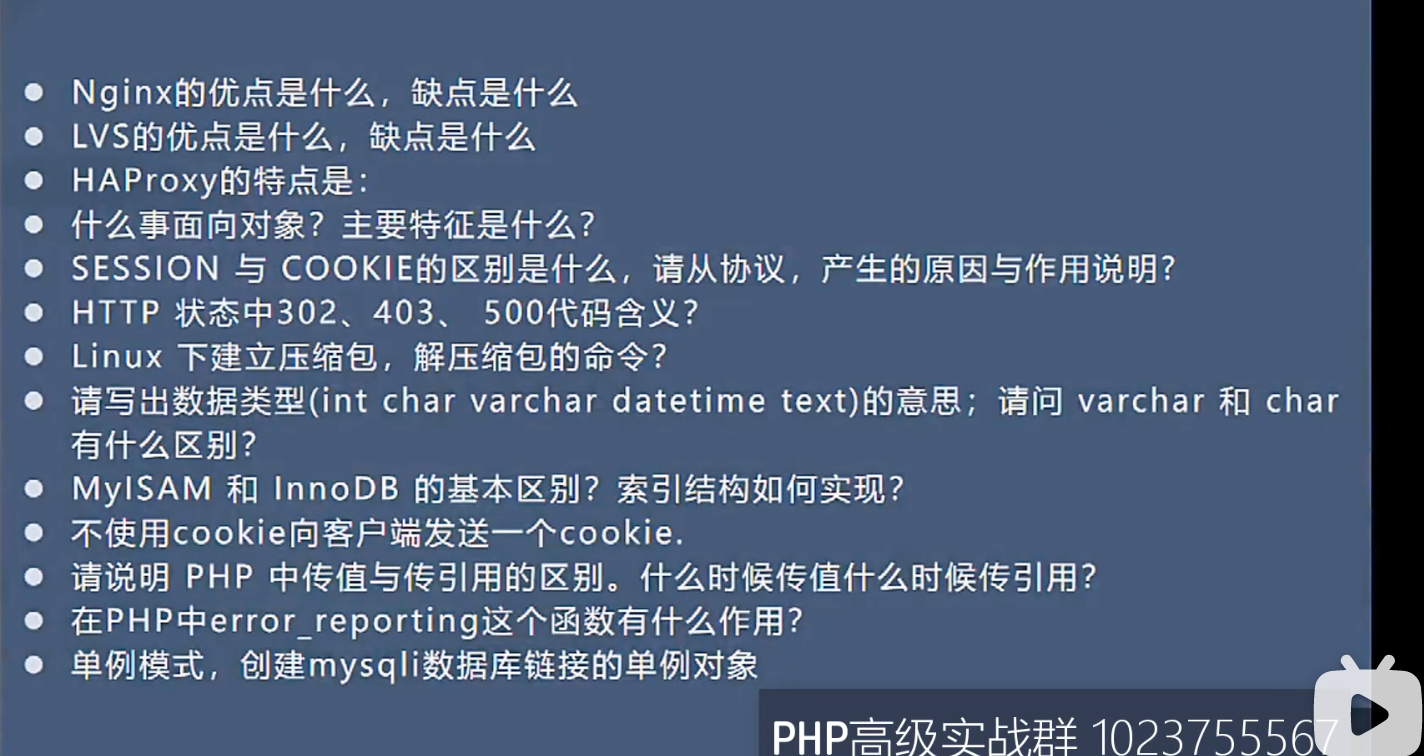 ● Nginx的优点是什么，缺点是什么
● LVS的优点是什么，缺点是什么
● HAProxy的特点是：
● 什么事面向对象？主要特征是什么？
● SESSION 与 COOKIE的区别是什么，请从协议，产生的原因与作用说明？
● HTTP 状态中302、403、 500代码含义？
● Linux 下建立压缩包，解压缩包的命令？
● 请写出数据类型(int char varchar datetime text)的意思；请问 varchar 和 char
有什么区别？
● MyISAM 和 InnoDB 的基本区别？索引结构如何实现？
● 不使用cookie向客户端发送一个cookie.
● 请说明 PHP 中传值与传引用的区别。什么时候传值什么时候传引用？
● 在PHP中error_reporting这个函数有什么作用？
● 单例模式，创建mysqli数据库链接的单例对象
PHP高级实战群 1023755567